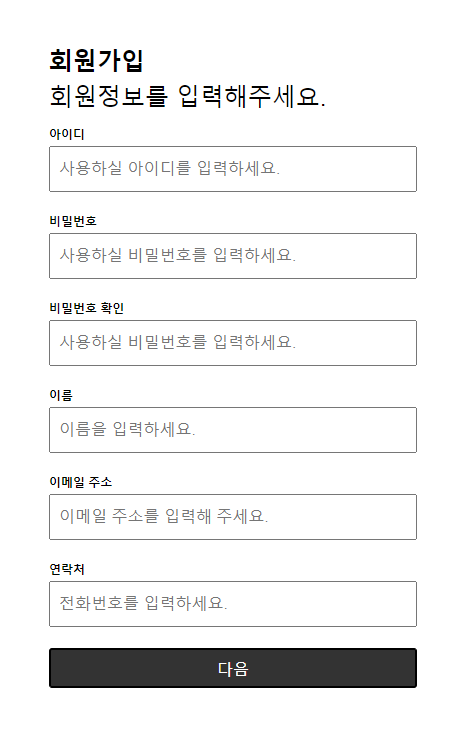 회원가입
회원정보를 입력해주세요.
아이디
사용하실 아이디를 입력하세요.
비밀번호
사용하실 비밀번호를 입력하세요.
비밀번호 확인
사용하실 비밀번호를 입력하세요.
이름
이름을 입력하세요.
이메일 주소
이메일 주소를 입력해 주세요.
연락처
전화번호를 입력하세요.
다음